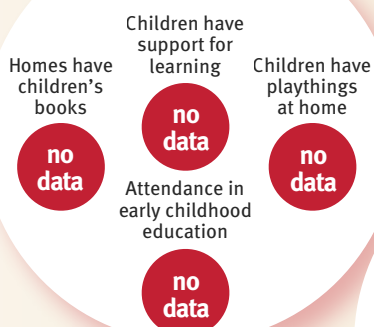 Children have
support for
learning
no
data
Homes have
children's
books
no
data
Children have
playthings
at home
no
data
Attendance in
early childhood
education
no
data